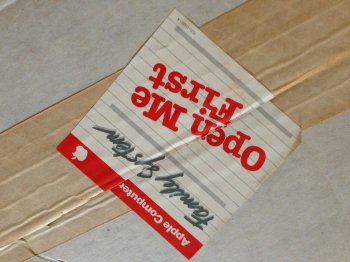 Open Me
First
Family System
Apple Computer